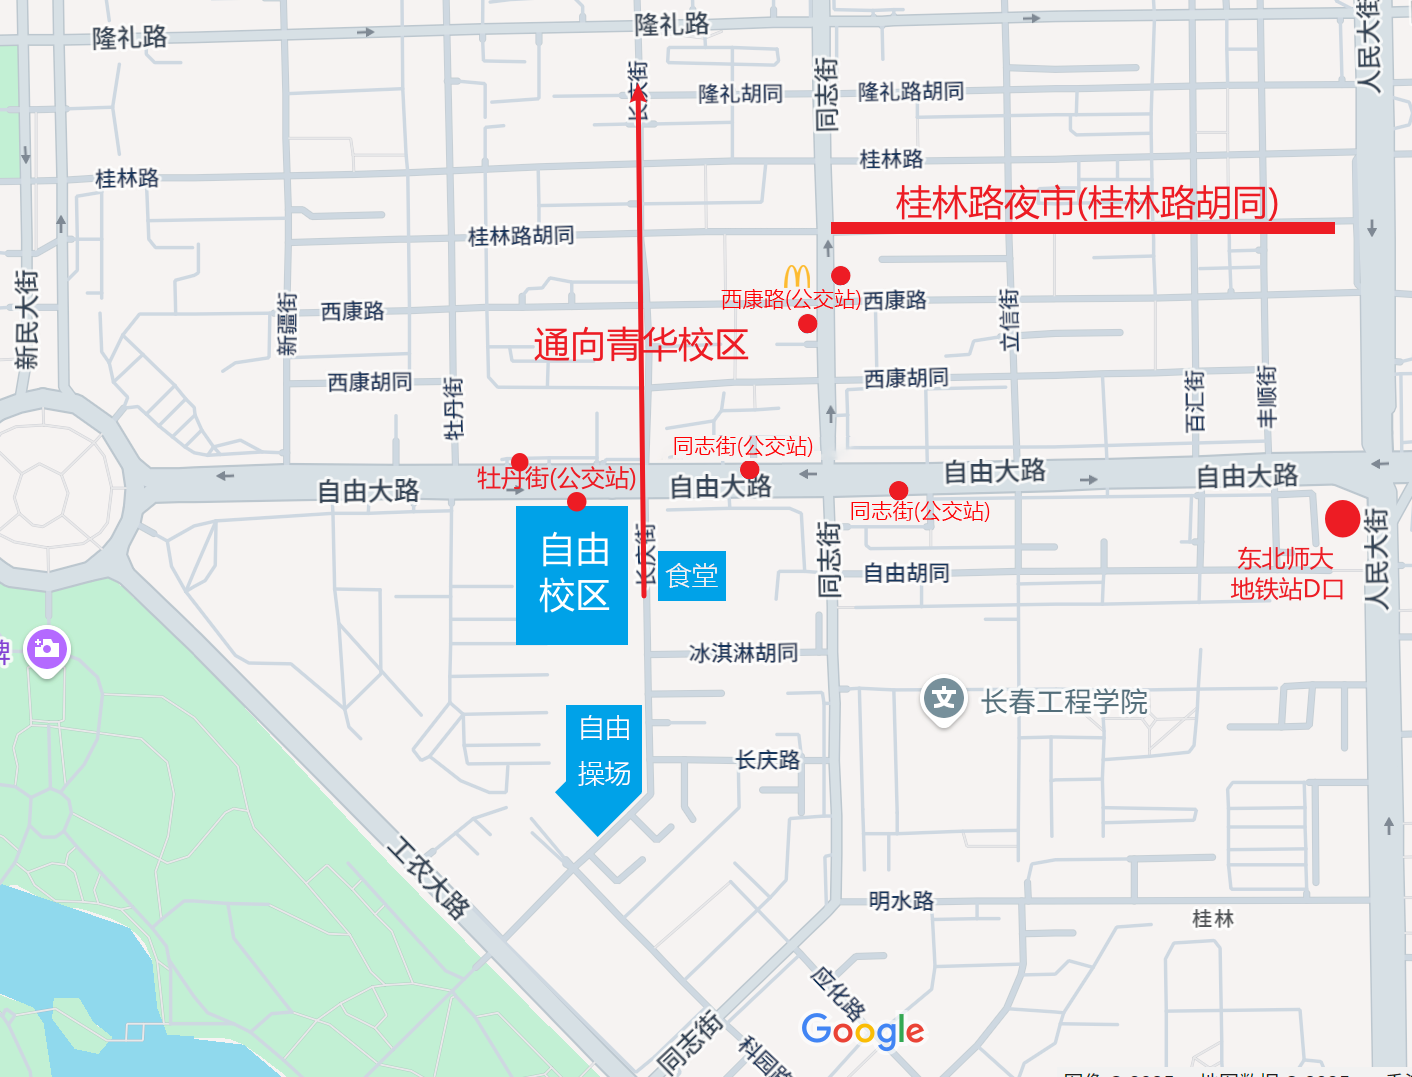 隆礼路
隆礼路
人民大街
长庆街
同志街
隆礼胡同
隆礼路胡同
桂林路
桂林路
桂林路夜市(桂林路胡同)
桂林路胡同
新民大街
新疆街
西康路
西康路(公交站)
西康路
立信街
通向青华校区
西康胡同
牡丹街
西康胡同
百汇街
丰顺街
同志街(公交站)
牡丹街(公交站)
自由大路
自由大路
自由大路
自由大路
同志街(公交站)
自由
校区
长庆街
食堂
同志街
自由胡同
东北师大
地铁站D口
人民大街
碑
冰淇淋胡同
长春工程学院
自由
操场
长庆路
工农大路
明水路
桂林
应化路
Google
同志街
科园路